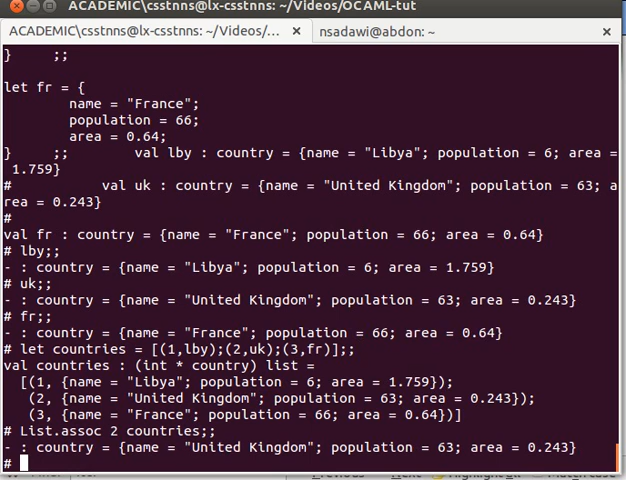 ACADEMIC\csstnns@lx-csstnns: ~/Videos/OCAML-tut
ACADEMIC\csstnns@lx-csstnns: ~/Videos/... × nsadawi@abdon: ~ ×
}     ;;
let fr = {
        name = "France";
        population = 66;
        area = 0.64;
}     ;;        val lby : country = {name = "Libya"; population = 6; area =
 1.759}
#          val uk : country = {name = "United Kingdom"; population = 63; a
rea = 0.243}
#
val fr : country = {name = "France"; population = 66; area = 0.64}
# lby;;
- : country = {name = "Libya"; population = 6; area = 1.759}
# uk;;
- : country = {name = "United Kingdom"; population = 63; area = 0.243}
# fr;;
- : country = {name = "France"; population = 66; area = 0.64}
# let countries = [(1,lby);(2,uk);(3,fr)];;
val countries : (int * country) list =
  [(1, {name = "Libya"; population = 6; area = 1.759});
   (2, {name = "United Kingdom"; population = 63; area = 0.243});
   (3, {name = "France"; population = 66; area = 0.64})]
# List.assoc 2 countries;;
- : country = {name = "United Kingdom"; population = 63; area = 0.243}
#